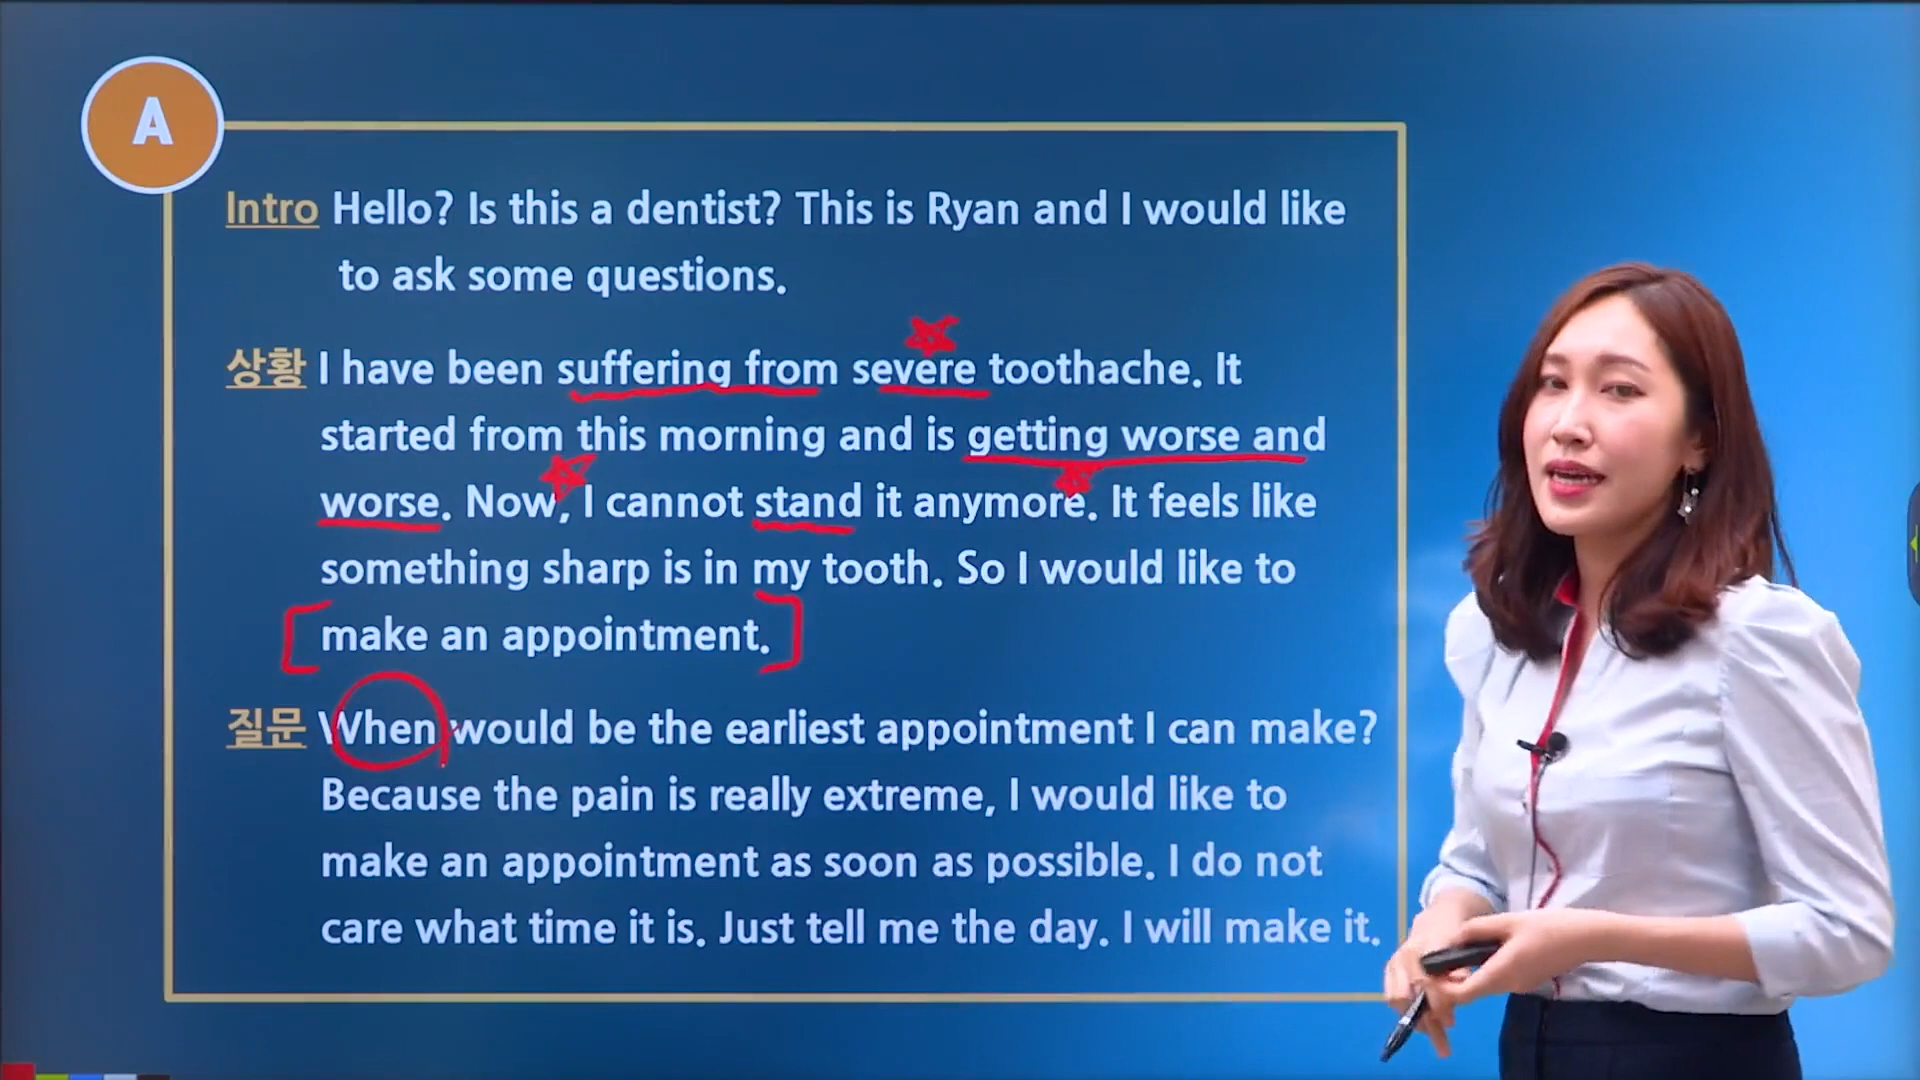 A
Intro Hello? Is this a dentist? This is Ryan and I would like
to ask some questions.
상황 I have been suffering from severe toothache. It
started from this morning and is getting worse and
worse. Now, I cannot stand it anymore. It feels like
something sharp is in my tooth. So I would like to
make an appointment.
질문 When would be the earliest appointment I can make?
Because the pain is really extreme, I would like to
make an appointment as soon as possible. I do not
care what time it is. Just tell me the day. I will make it.